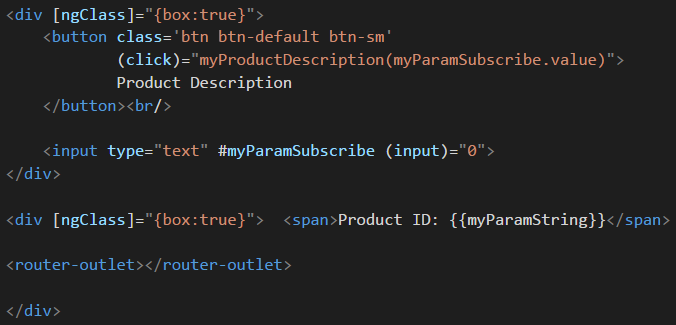 <div [ngClass]="{box:true}">
    <button class='btn btn-default btn-sm'
            (click)="myProductDescription(myParamSubscribe.value)">
            Product Description
    </button><br/>

    <input type="text" #myParamSubscribe (input)="0">
</div>

<div [ngClass]="{box:true}">  <span>Product ID: {{myParamString}}</span>

<router-outlet></router-outlet>

</div>